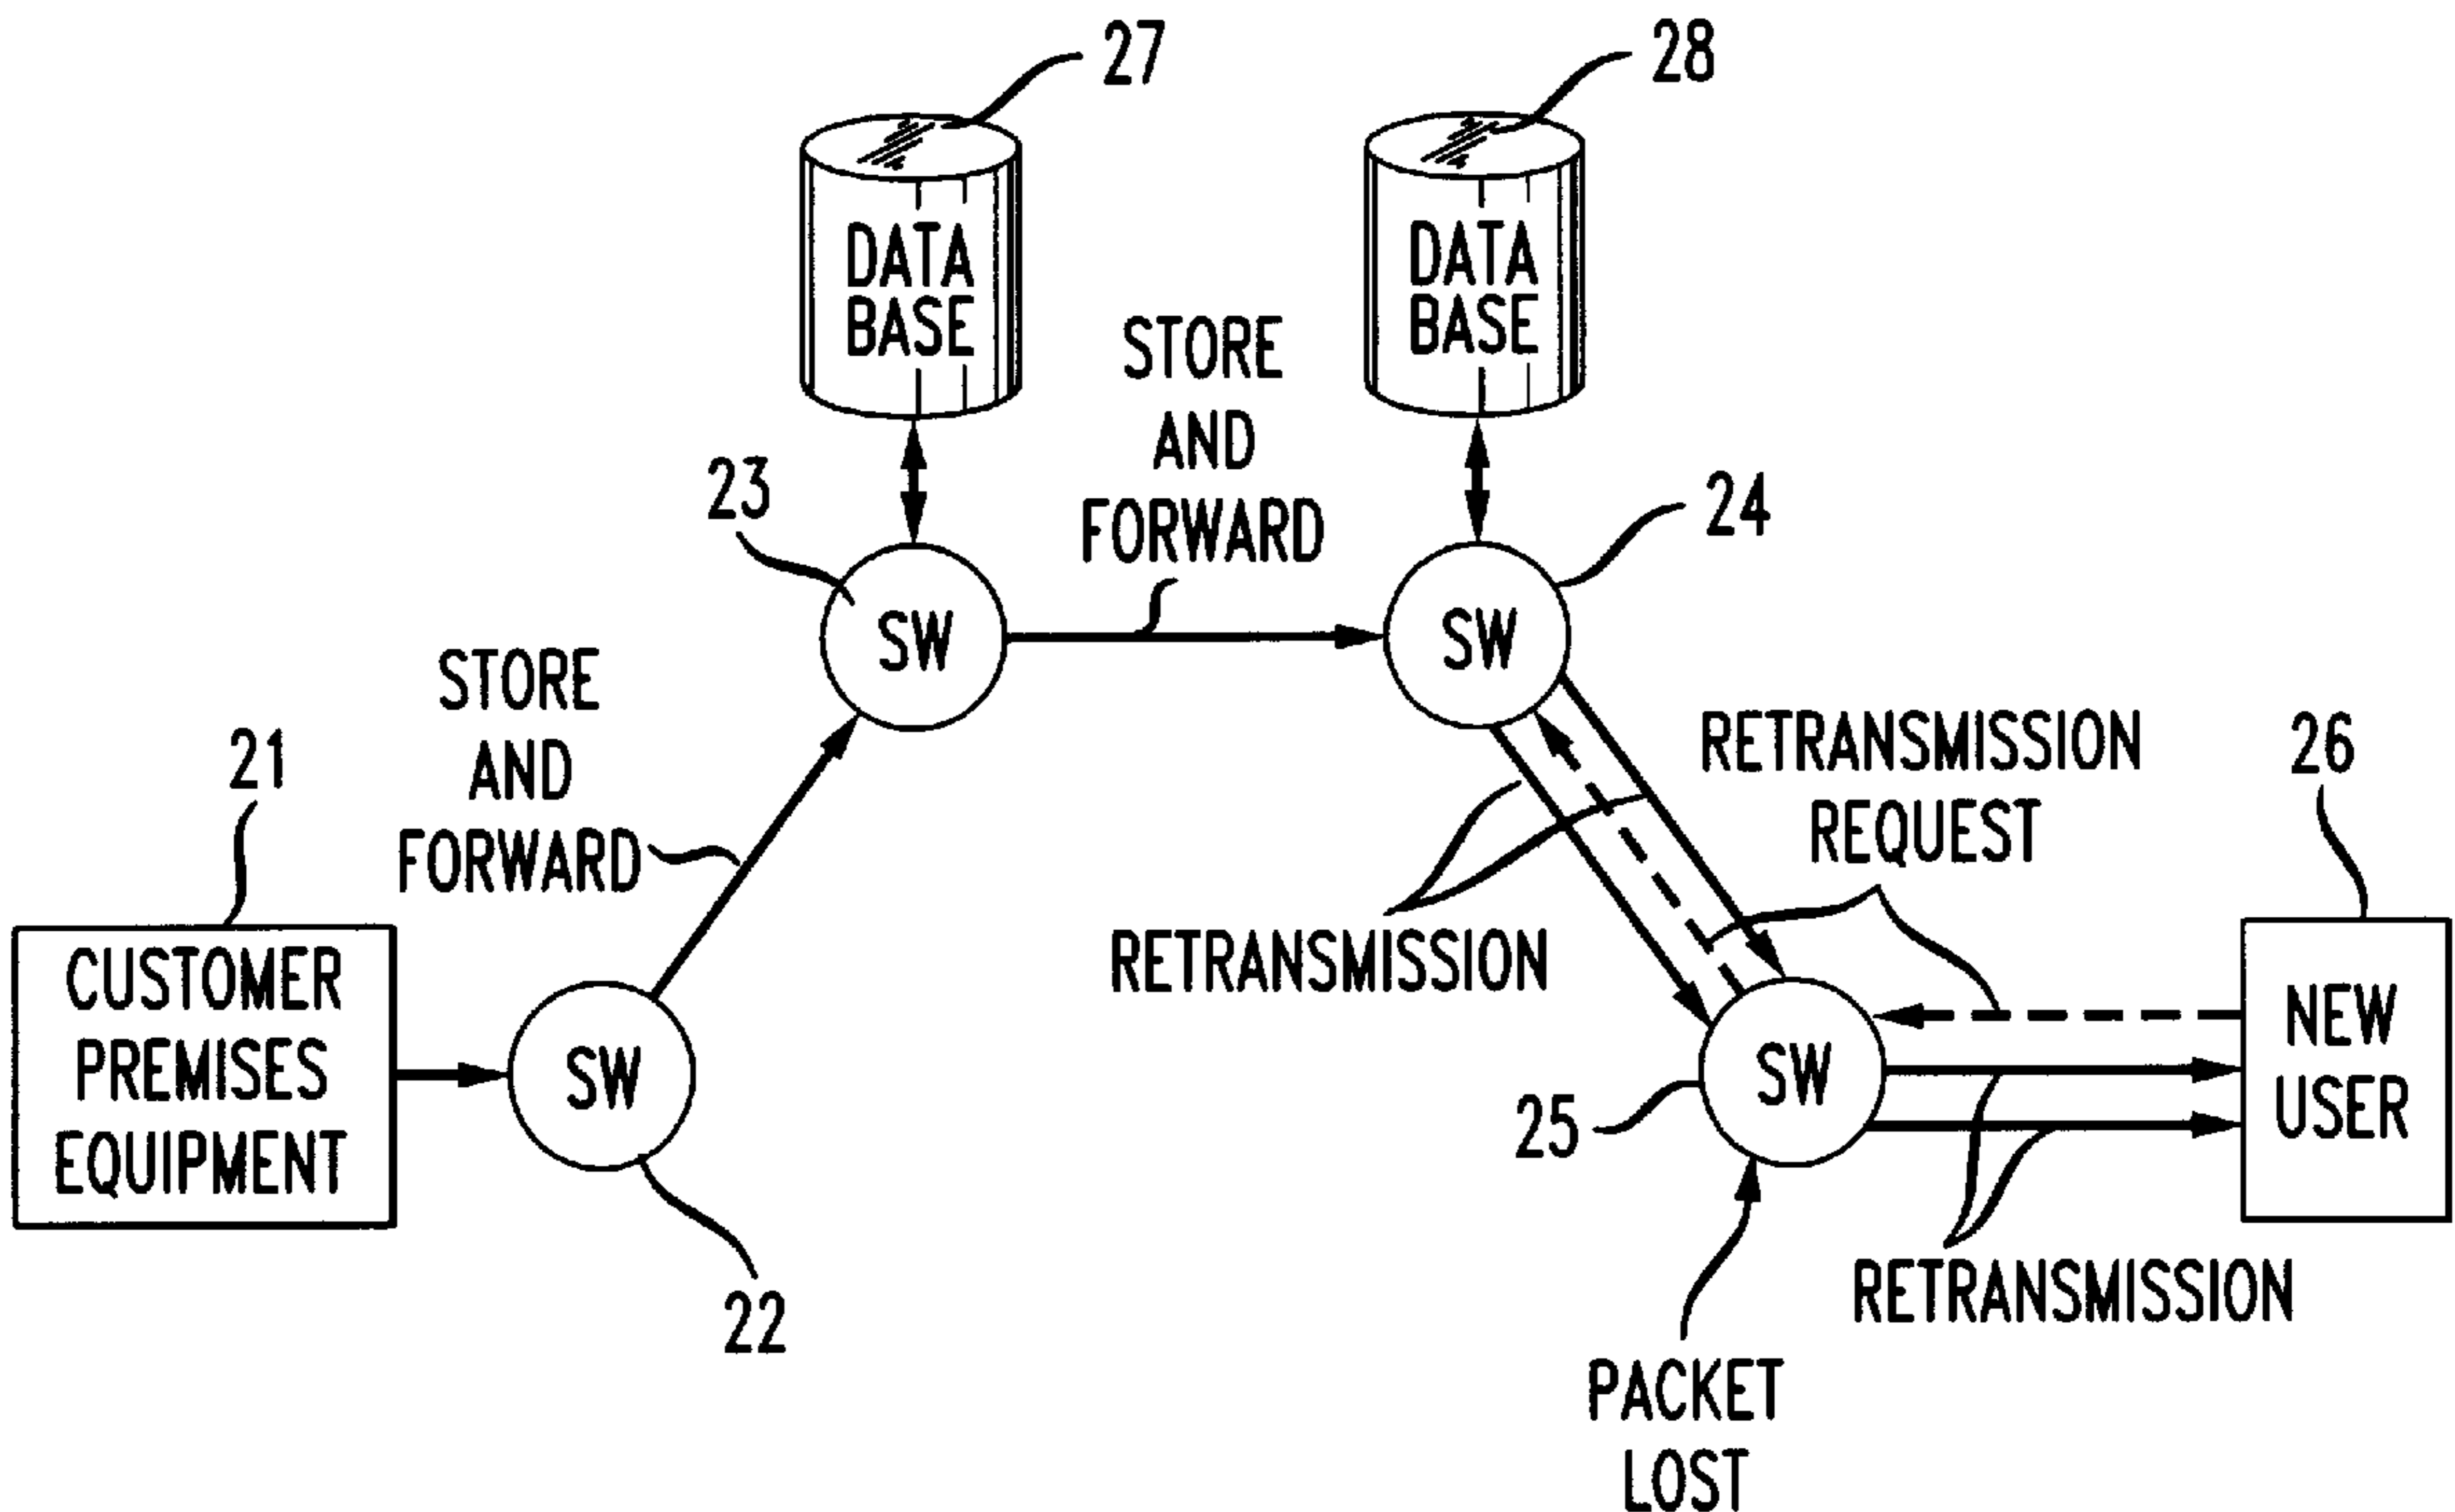 27
28
DATA
BASE
DATA
BASE
STORE
AND
FORWARD
23
24
SW
SW
STORE
AND
FORWARD
21
RETRANSMISSION
REQUEST
26
RETRANSMISSION
CUSTOMER
PREMISES
EQUIPMENT
SW
22
SW
25
NEW
USER
RETRANSMISSION
PACKET
LOST